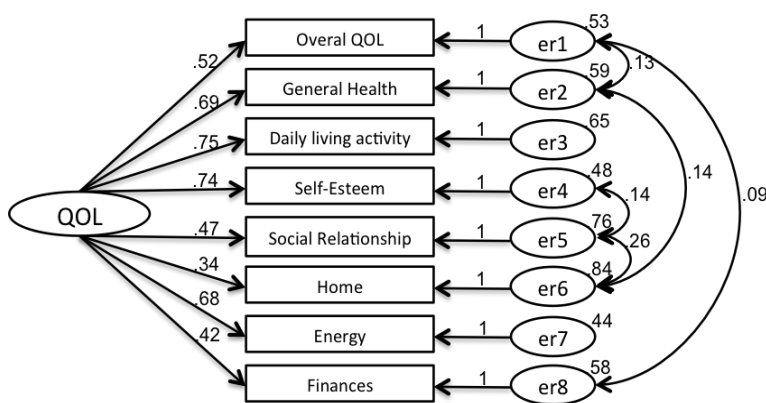 .53
Overal QOL
1
er1
.52
.13
.59
General Health
1
er2
.69
.65
Daily living activity
1
er3
.75
.14
.48
.74
Self-Esteem
1
er4
.14
.09
QOL
.76
.47
Social Relationship
1
er5
.26
.34
.84
Home
1
er6
.68
44
Energy
1
er7
.42
58
Finances
1
er8